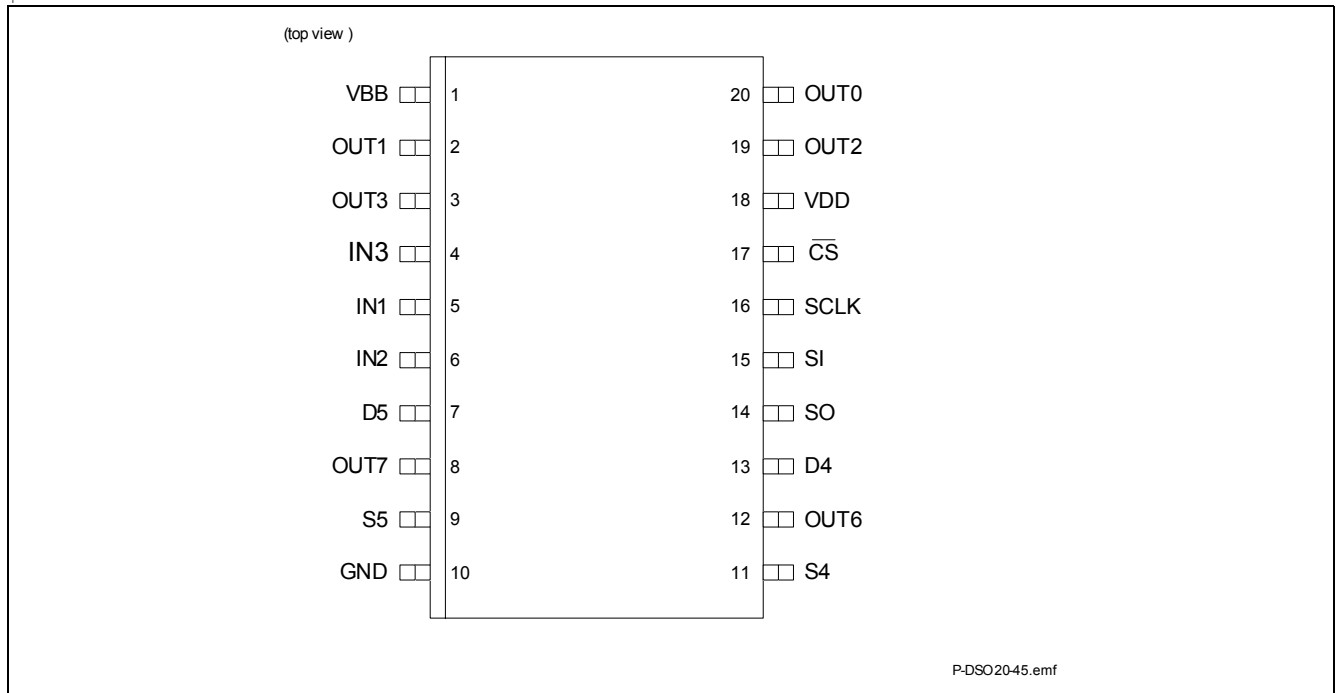 (top view )
VBB 1 20 OUT0
OUT1 2 19 OUT2
OUT3 3 18 VDD
IN3 4 17 C̅S̅
IN1 5 16 SCLK
IN2 6 15 SI
D5 7 14 SO
OUT7 8 13 D4
S5 9 12 OUT6
GND 10 11 S4
P-DSO20-45.emf